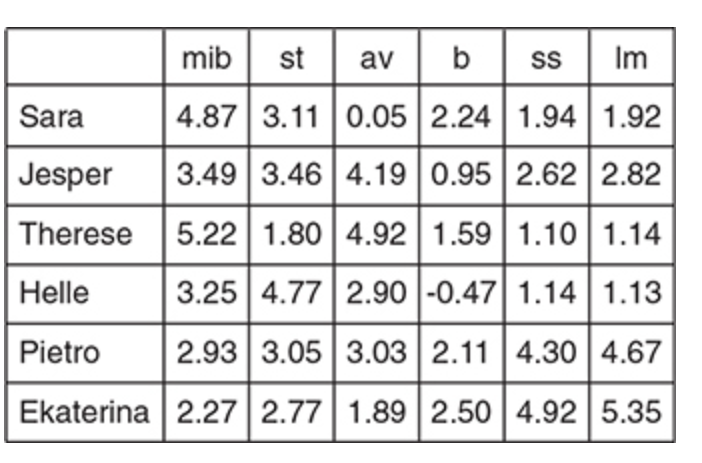 mib st av b ss lm
Sara 4.87 3.11 0.05 2.24 1.94 1.92
Jesper 3.49 3.46 4.19 0.95 2.62 2.82
Therese 5.22 1.80 4.92 1.59 1.10 1.14
Helle 3.25 4.77 2.90 -0.47 1.14 1.13
Pietro 2.93 3.05 3.03 2.11 4.30 4.67
Ekaterina 2.27 2.77 1.89 2.50 4.92 5.35